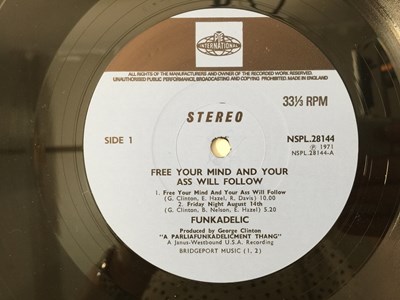 PYE
INTERNATIONAL
ALL RIGHTS OF THE MANUFACTURERS AND OWNER OF THE RECORDED WORK RESERVED.
UNAUTHORISED PUBLIC PERFORMANCE, BROADCASTING AND COPYING PROHIBITED MADE IN ENGLAND
33⅓ RPM
STEREO
SIDE 1
NSPL.28144
℗ 1971
NSPL.28144-A
FREE YOUR MIND AND YOUR
ASS WILL FOLLOW
1. Free Your Mind And Your Ass Will Follow
(G. Clinton, E. Hazel, R. Davis) 10.00
2. Friday Night August 14th
(G. Clinton, B. Nelson, E. Hazel) 5.20
FUNKADELIC
Produced by George Clinton
"A PARLIAFUNKADELICMENT THANG"
A Janus-Westbound U.S.A. Recording
BRIDGEPORT MUSIC (1, 2)